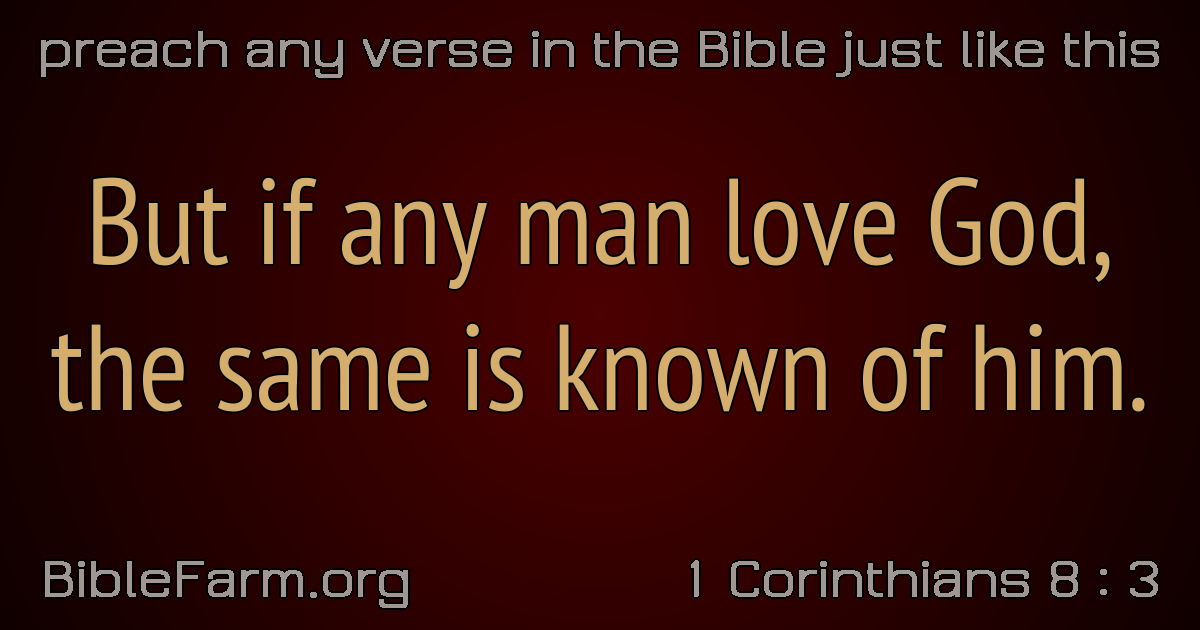 preach any verse in the Bible just like this
But if any man love God,
the same is known of him.
BibleFarm.org
1 Corinthians 8 : 3